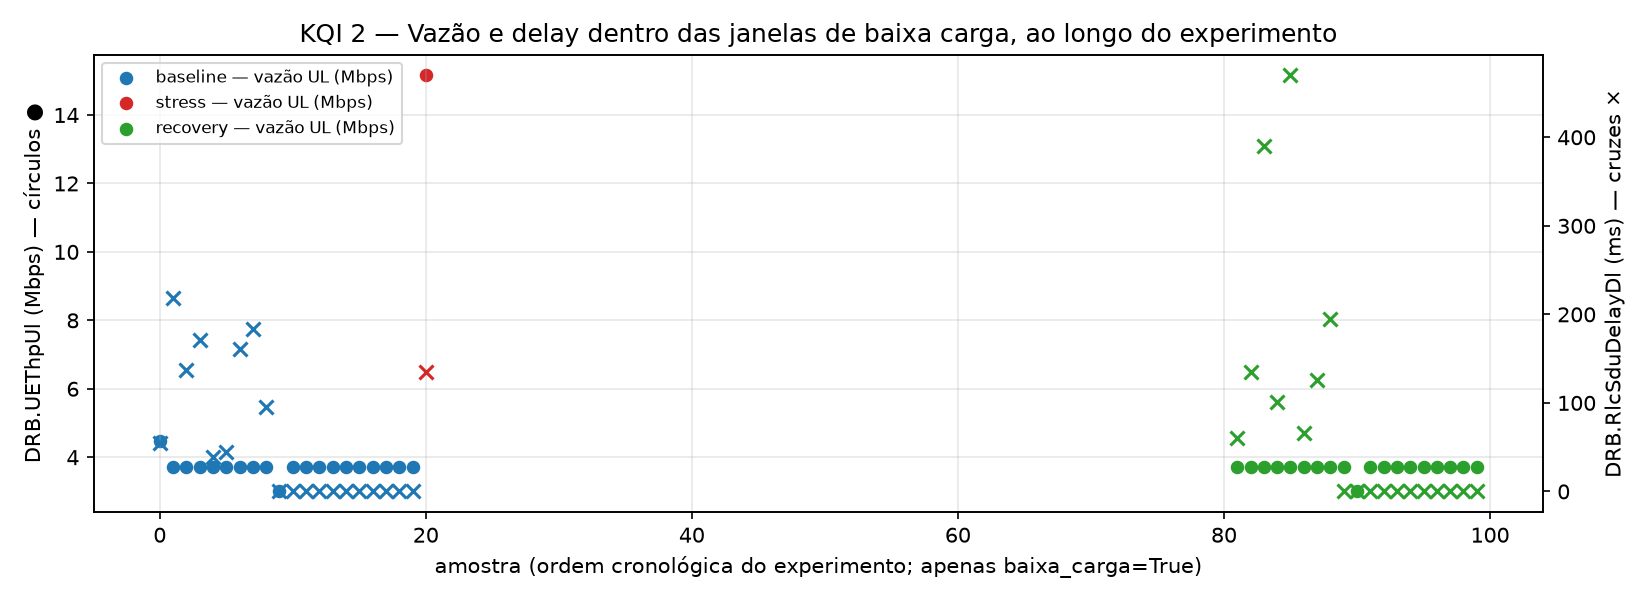 KQI 2 — Vazão e delay dentro das janelas de baixa carga, ao longo do experimento
baseline — vazão UL (Mbps)
stress — vazão UL (Mbps)
recovery — vazão UL (Mbps)
DRB.UEThpUl (Mbps) — círculos ●
14
12
10
8
6
4
400
300
200
100
0
DRB.RlcSduDelayDl (ms) — cruzes ×
0
20
40
60
80
100
amostra (ordem cronológica do experimento; apenas baixa_carga=True)